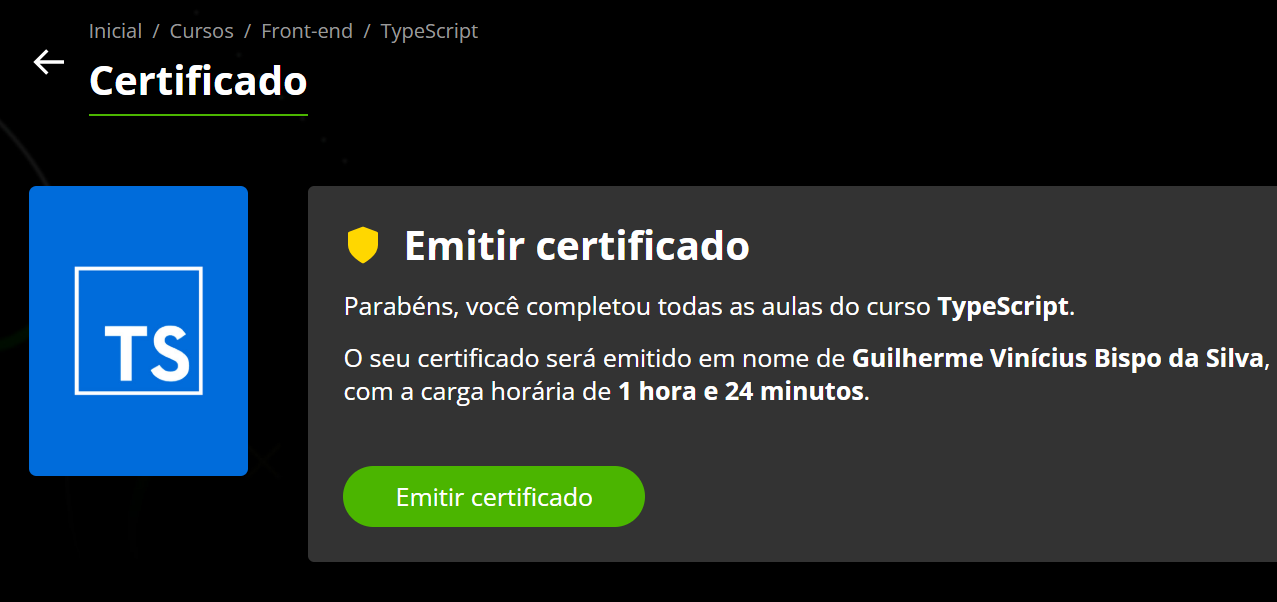 Inicial / Cursos / Front-end / TypeScript
Certificado
TS
Emitir certificado
Parabéns, você completou todas as aulas do curso TypeScript.
O seu certificado será emitido em nome de Guilherme Vinícius Bispo da Silva,
com a carga horária de 1 hora e 24 minutos.
Emitir certificado